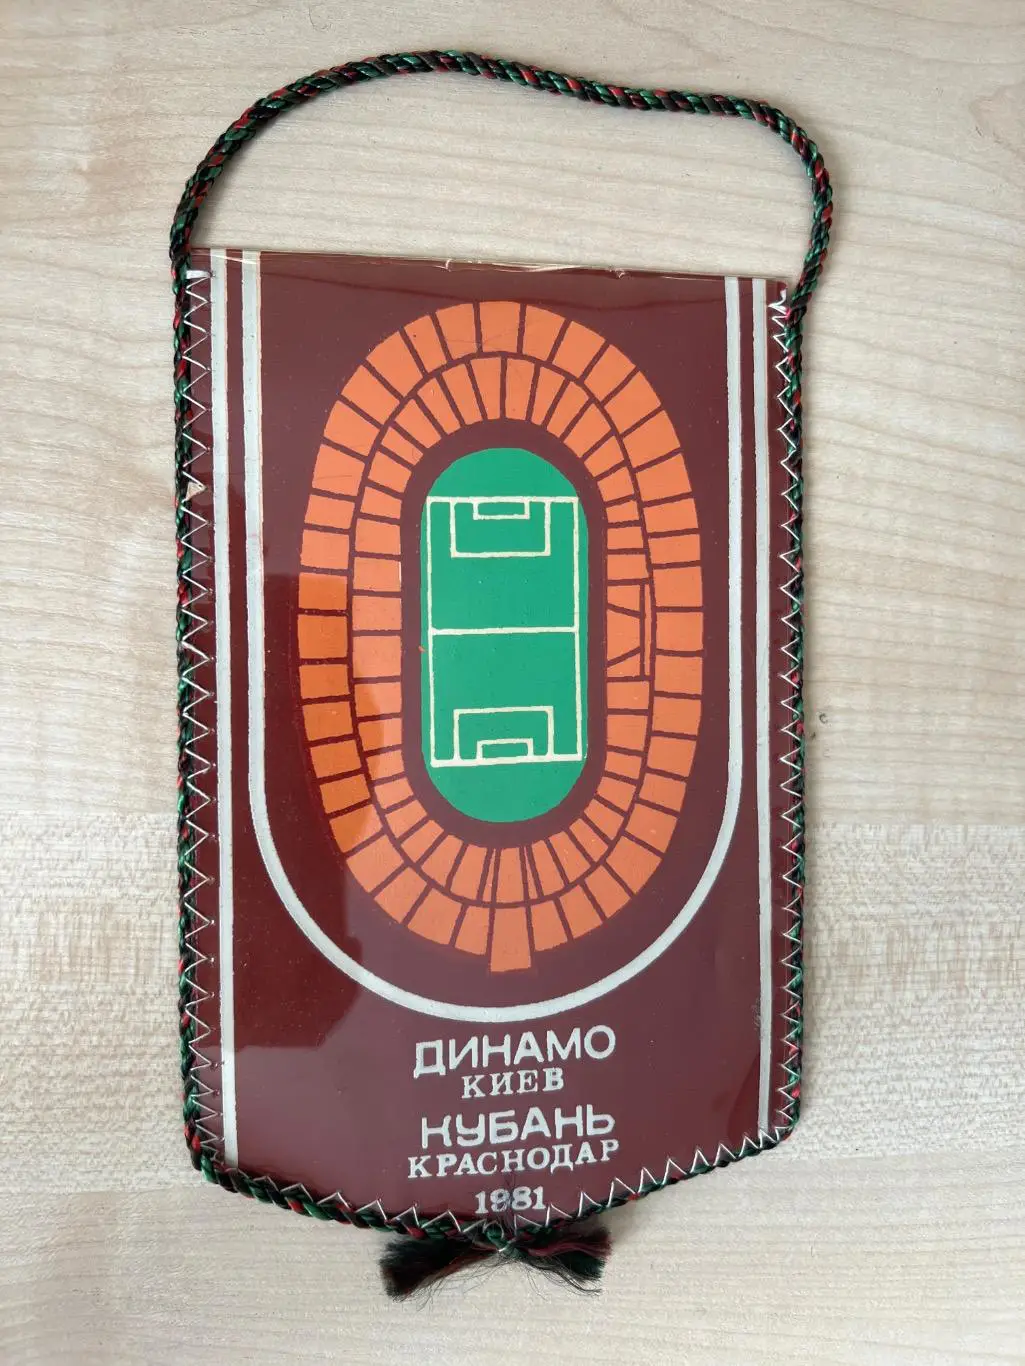 ДИНАМО
КИЕВ
КУБАНЬ
КРАСНОДАР
1981